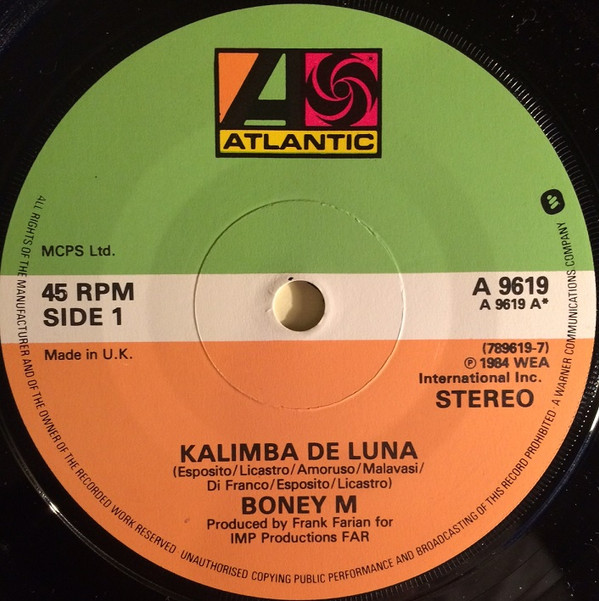 ATLANTIC
MCPS Ltd.
45 RPM
SIDE 1
Made in U.K.
A 9619
A 9619 A*
(789619-7)
℗ 1984 WEA
International Inc.
STEREO
KALIMBA DE LUNA
(Esposito/Licastro/Amoruso/Malavasi/
Di Franco/Esposito/Licastro)
BONEY M
Produced by Frank Farian for
IMP Productions FAR
ALL RIGHTS OF THE MANUFACTURER AND OF THE OWNER OF THE RECORDED WORK RESERVED · UNAUTHORISED COPYING PUBLIC PERFORMANCE AND BROADCASTING OF THIS RECORD PROHIBITED · A WARNER COMMUNICATIONS COMPANY